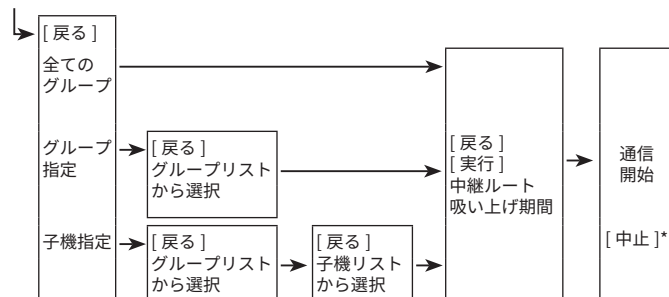 [ 戻る ]
全ての
グループ
グループ
指定
[ 戻る ]
グループリスト
から選択
子機指定
[ 戻る ]
グループリスト
から選択
[ 戻る ]
子機リスト
から選択
[ 戻る ]
[ 実行 ]
中継ルート
吸い上げ期間
通信
開始
[ 中止 ]*